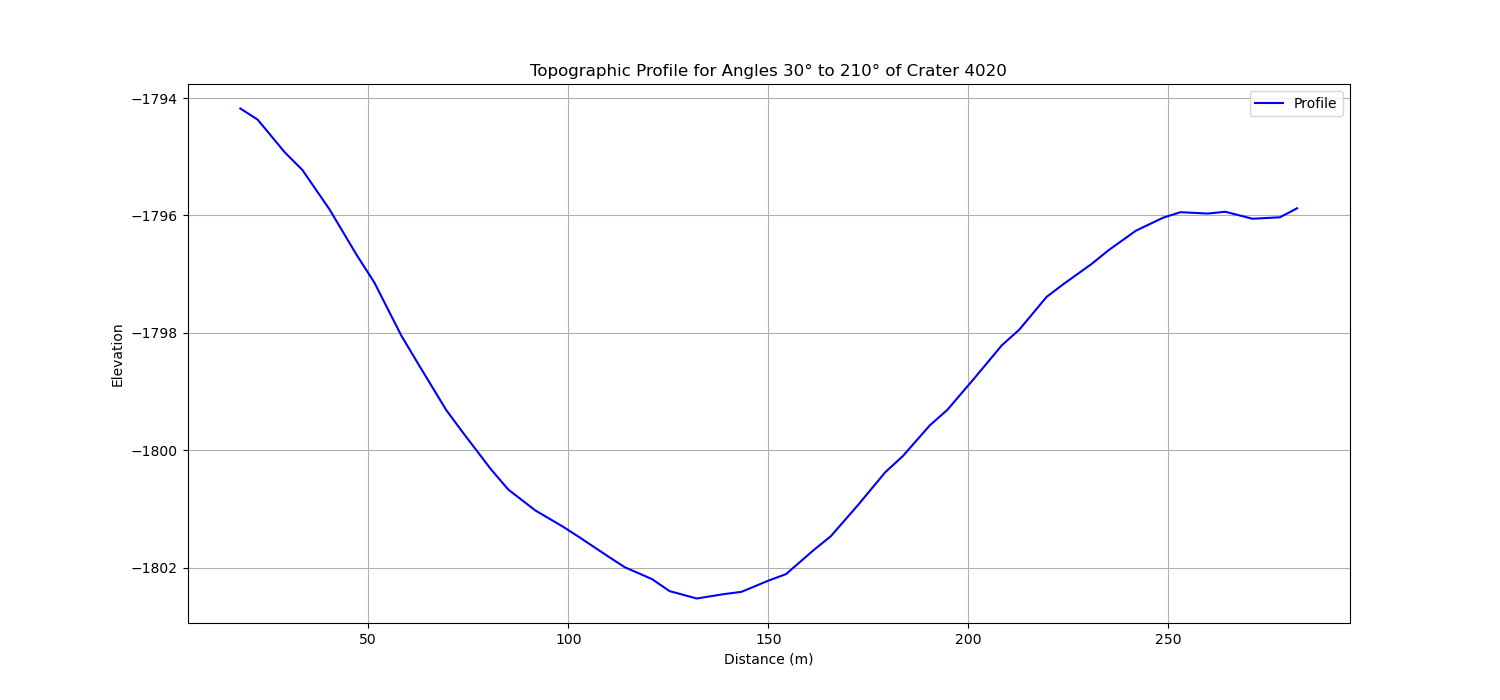 Topographic Profile for Angles 30° to 210° of Crater 4020
Profile
−1794
−1796
−1798
−1800
−1802
Elevation
50 100 150 200 250
Distance (m)